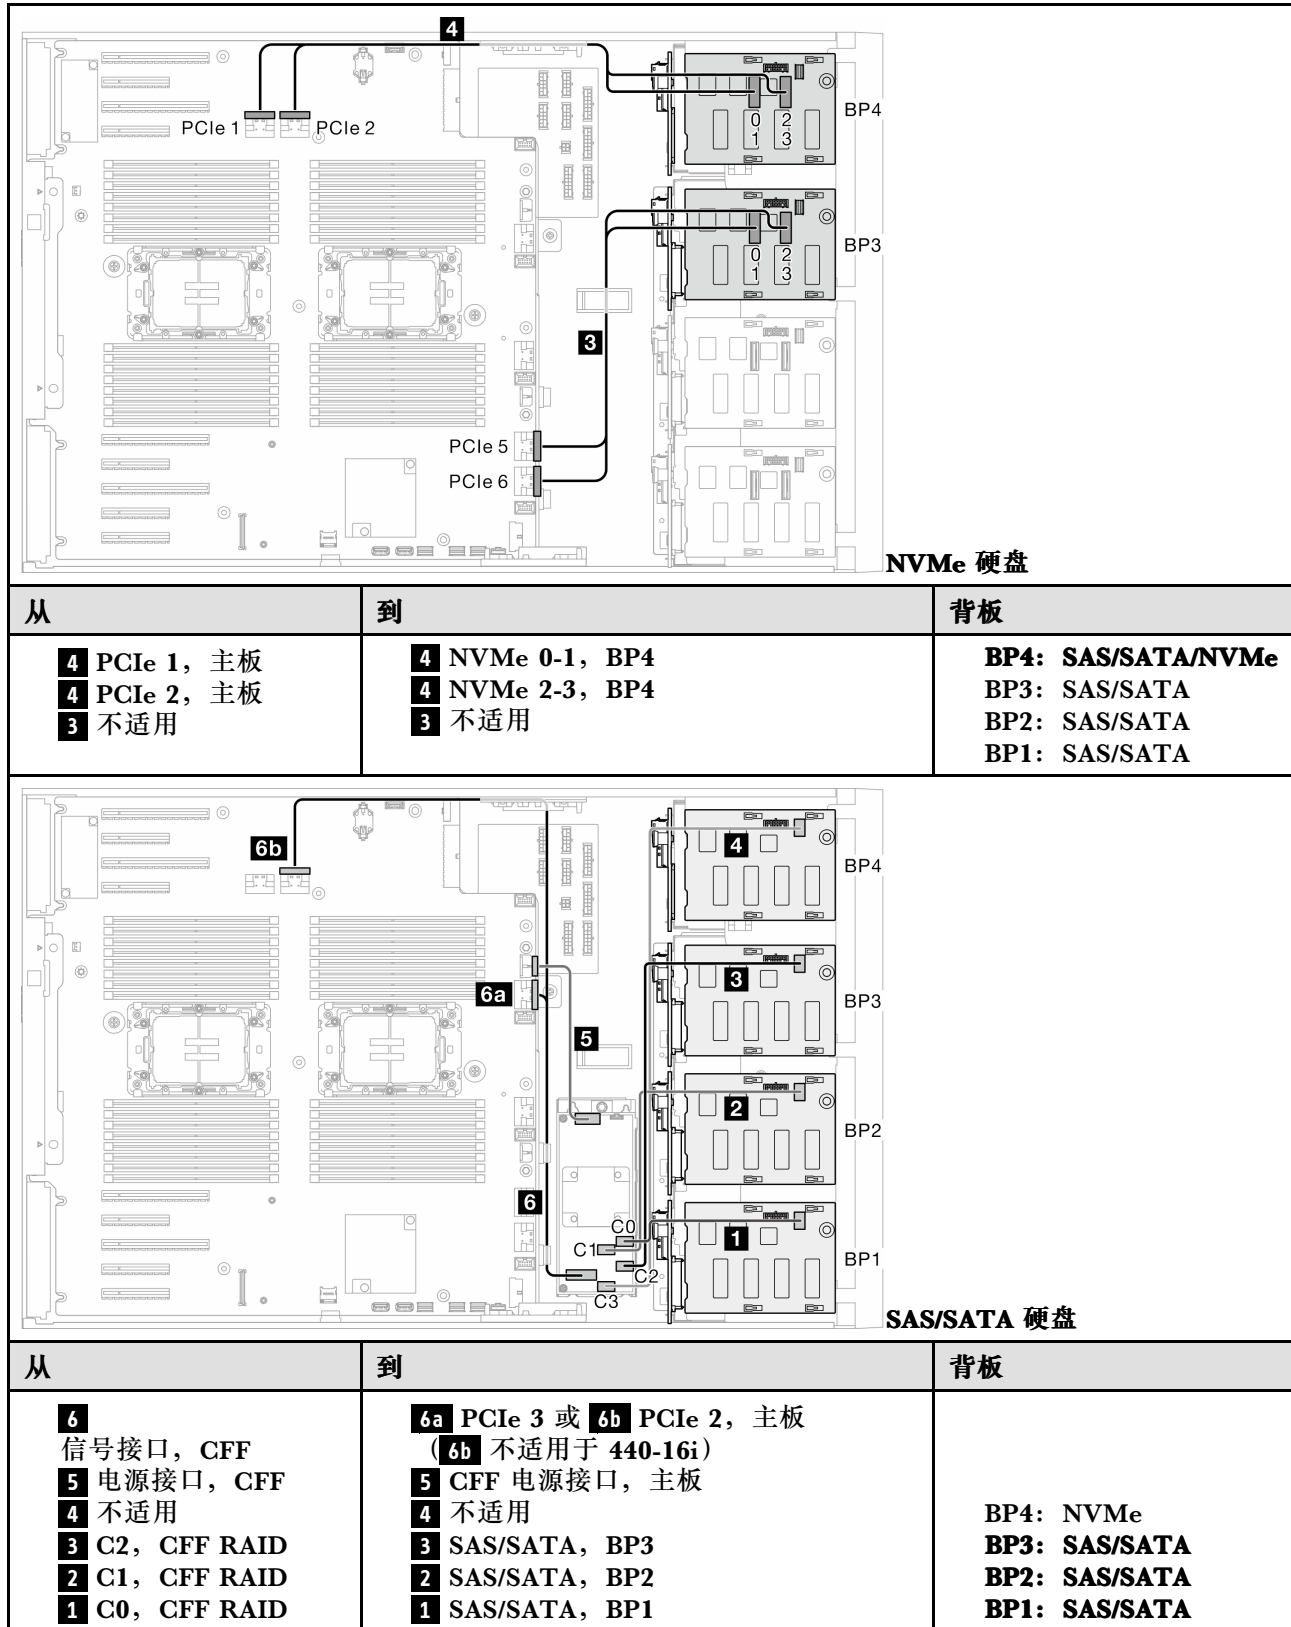 4
PCIe 1
PCIe 2
0
1
2
3
BP4
0
1
2
3
BP3
3
PCIe 5
PCIe 6
NVMe 硬盘
从 到 背板
4 PCIe 1，主板
4 PCIe 2，主板
3 不适用
4 NVMe 0-1，BP4
4 NVMe 2-3，BP4
3 不适用
BP4：SAS/SATA/NVMe
BP3：SAS/SATA
BP2：SAS/SATA
BP1：SAS/SATA
6b
4
BP4
3
BP3
6a
5
2
BP2
6
C0
C1
C2
C3
1
BP1
SAS/SATA 硬盘
从 到 背板
6
信号接口，CFF
5 电源接口，CFF
4 不适用
3 C2，CFF RAID
2 C1，CFF RAID
1 C0，CFF RAID
6a PCIe 3 或 6b PCIe 2，主板
（6b 不适用于 440-16i）
5 CFF 电源接口，主板
4 不适用
3 SAS/SATA，BP3
2 SAS/SATA，BP2
1 SAS/SATA，BP1
BP4：NVMe
BP3：SAS/SATA
BP2：SAS/SATA
BP1：SAS/SATA